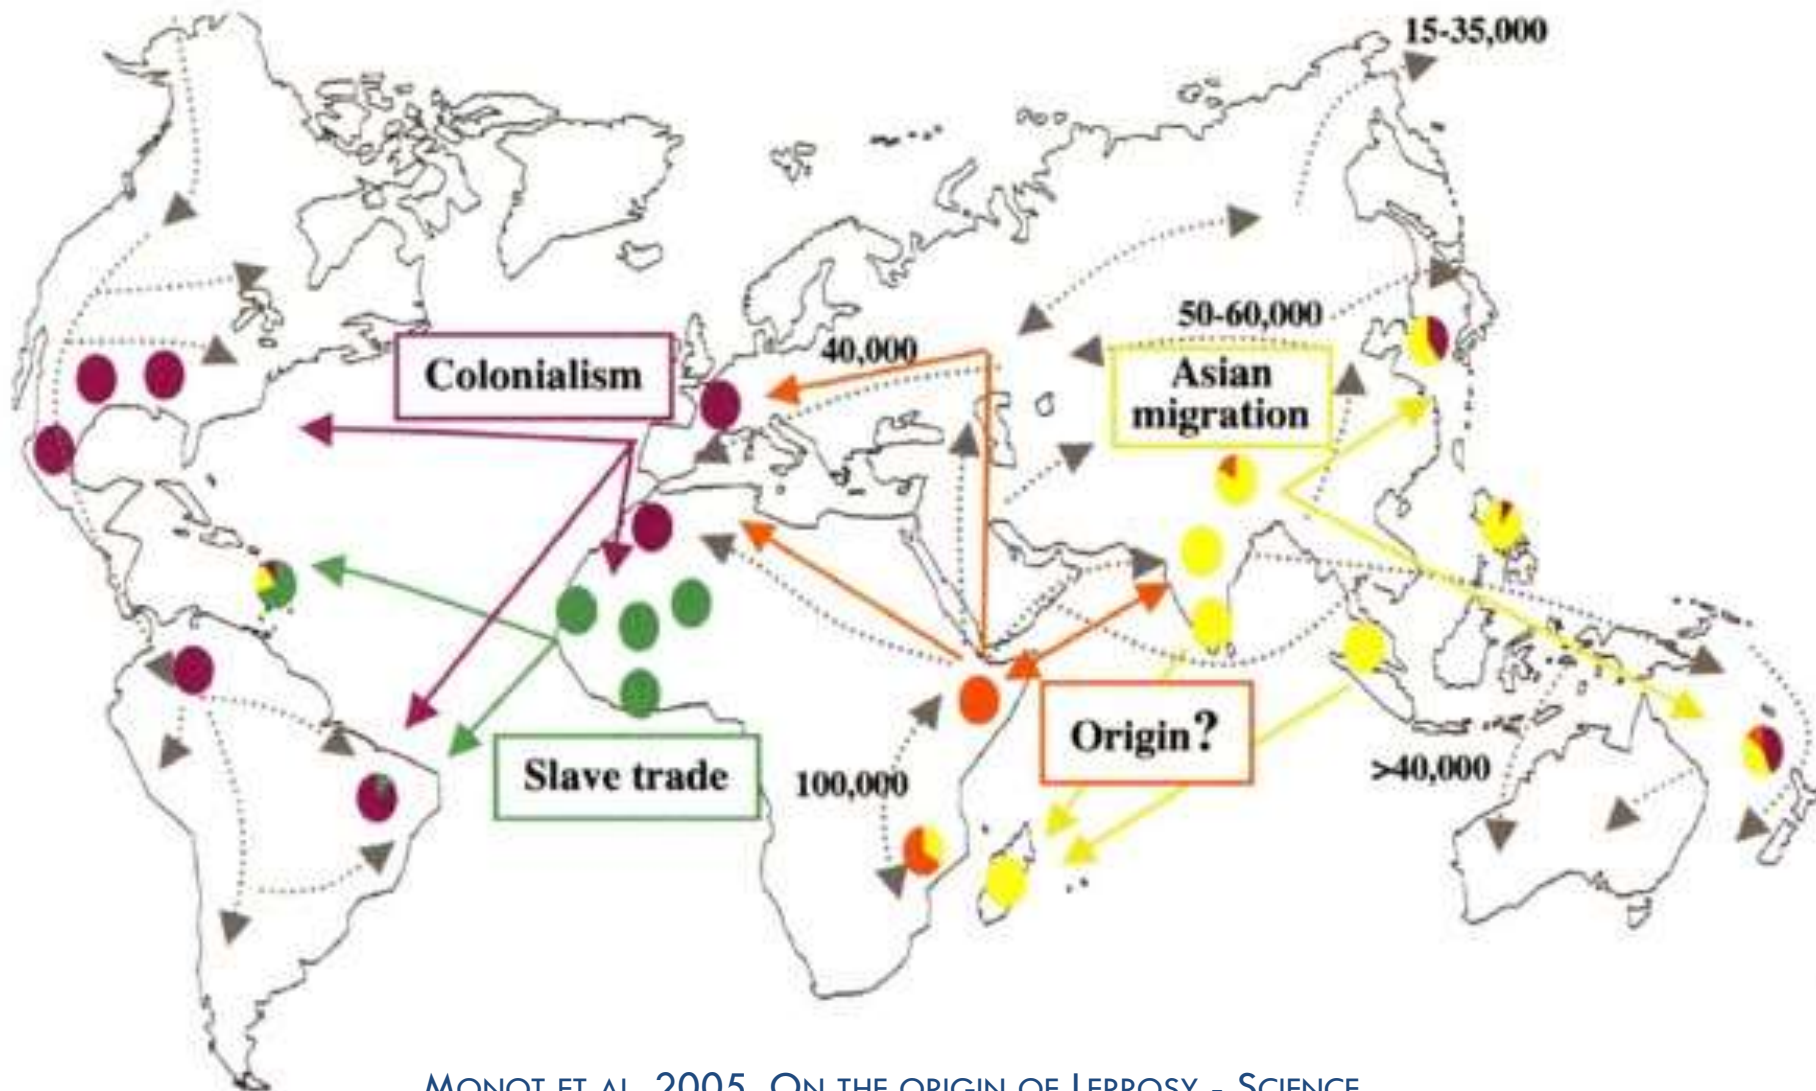 15-35,000
50-60,000
Colonialism
40,000
Asian
migration
Origin?
Slave trade
100,000
>40,000
MONOT ET AL. 2005. ON THE ORIGIN OF LEPROSY - SCIENCE